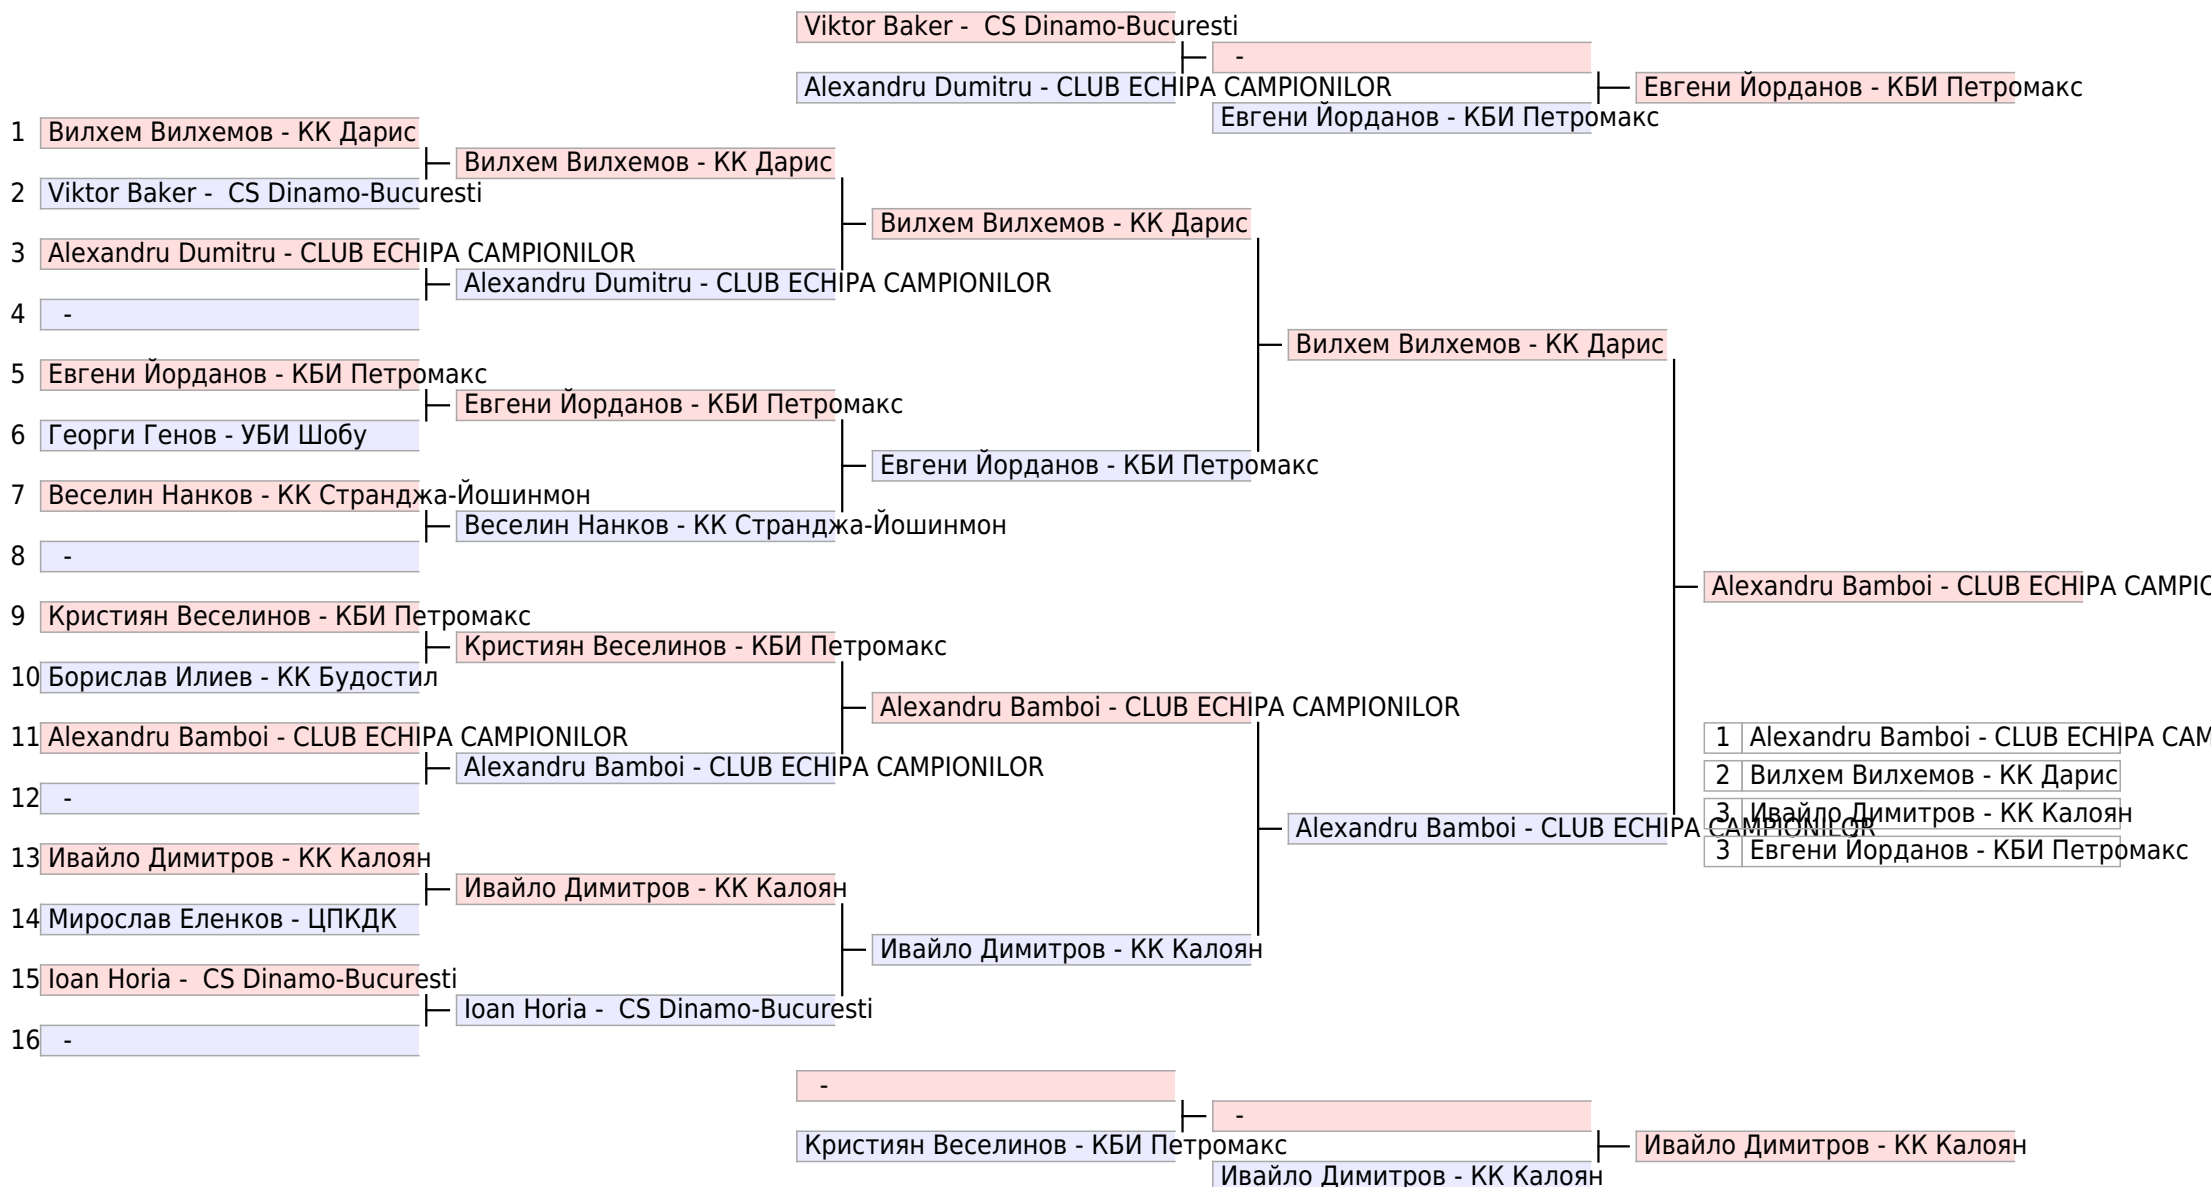 Viktor Baker -  CS Dinamo-Bucuresti
-
Alexandru Dumitru - CLUB ECHIPA CAMPIONILOR
Евгени Йорданов - КБИ Петромакс
Евгени Йорданов - КБИ Петромакс
1 Вилхем Вилхемов - КК Дарис
Вилхем Вилхемов - КК Дарис
2 Viktor Baker -  CS Dinamo-Bucuresti
Вилхем Вилхемов - КК Дарис
3 Alexandru Dumitru - CLUB ECHIPA CAMPIONILOR
Alexandru Dumitru - CLUB ECHIPA CAMPIONILOR
4 -
Вилхем Вилхемов - КК Дарис
5 Евгени Йорданов - КБИ Петромакс
Евгени Йорданов - КБИ Петромакс
6 Георги Генов - УБИ Шобу
Евгени Йорданов - КБИ Петромакс
7 Веселин Нанков - КК Странджа-Йошинмон
Веселин Нанков - КК Странджа-Йошинмон
8 -
Alexandru Bamboi - CLUB ECHIPA CAMPIO
9 Кристиян Веселинов - КБИ Петромакс
Кристиян Веселинов - КБИ Петромакс
10 Борислав Илиев - КК Будостил
Alexandru Bamboi - CLUB ECHIPA CAMPIONILOR
11 Alexandru Bamboi - CLUB ECHIPA CAMPIONILOR
Alexandru Bamboi - CLUB ECHIPA CAMPIONILOR
12 -
1 Alexandru Bamboi - CLUB ECHIPA CAM
2 Вилхем Вилхемов - КК Дарис
3 Ивайло Димитров - КК Калоян
Alexandru Bamboi - CLUB ECHIPA CAMPIONILOR
3 Евгени Йорданов - КБИ Петромакс
13 Ивайло Димитров - КК Калоян
Ивайло Димитров - КК Калоян
14 Мирослав Еленков - ЦПКДК
Ивайло Димитров - КК Калоян
15 Ioan Horia -  CS Dinamo-Bucuresti
Ioan Horia -  CS Dinamo-Bucuresti
16 -
-
-
Кристиян Веселинов - КБИ Петромакс
Ивайло Димитров - КК Калоян
Ивайло Димитров - КК Калоян